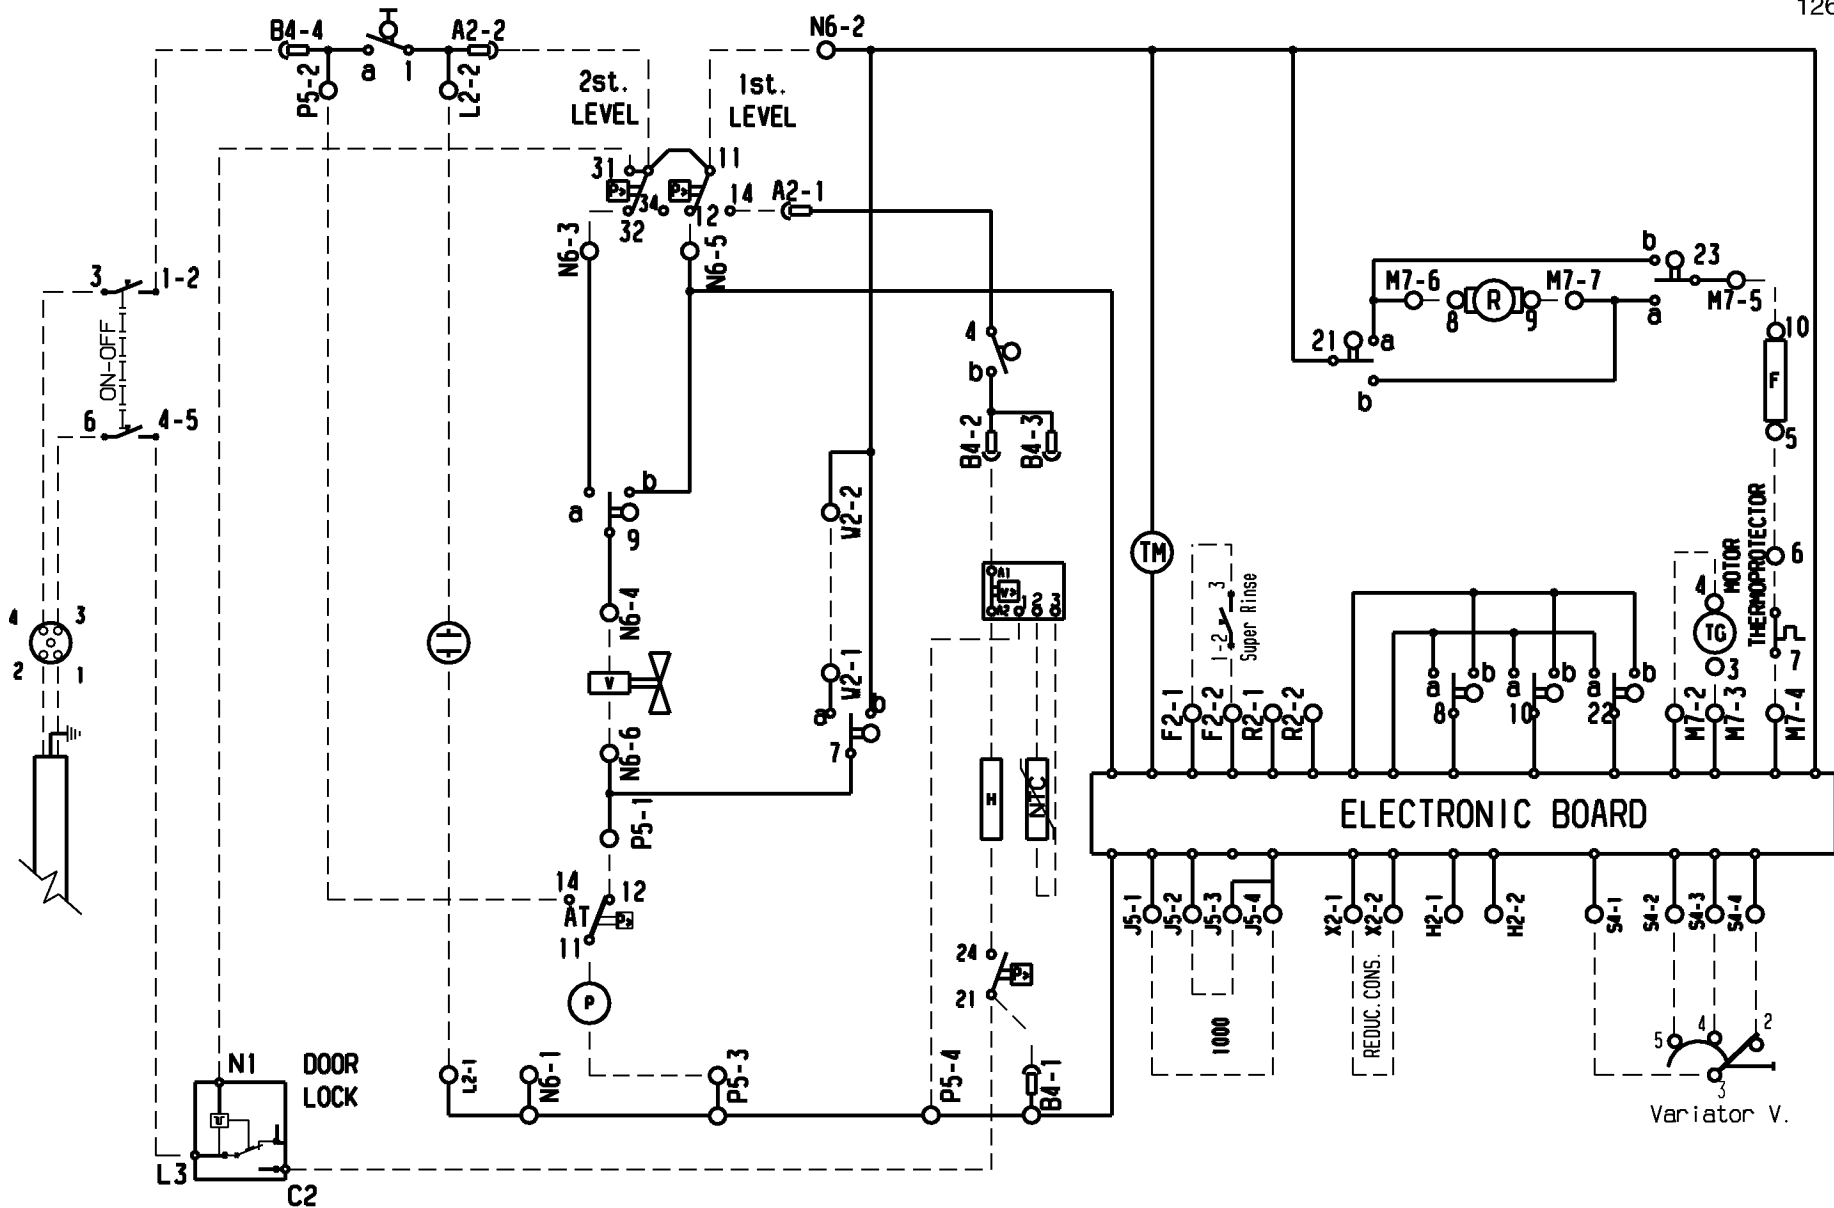 126
B4-4
A2-2
N6-2
a
1
P5-2
L2-2
2st.
LEVEL
1st.
LEVEL
31
11
P>
P>
34
14
A2-1
32
12
N6-3
N6-5
b
23
M7-6
M7-7
M7-5
R
8
9
a
3
1-2
ON-OFF
6
4-5
4
b
21
a
b
10
F
5
B4-2
B4-3
a
b
9
W2-2
TM
3
1-2
Super Rinse
MOTOR
THERMOPROTECTOR
6
7
4
TG
3
N6-4
A1
W>
A2
1
2
3
4
3
2
1
V
W2-1
a
b
7
N6-6
F2-1
F2-2
R2-1
R2-2
a
b
8
a
b
10
a
b
22
M7-2
M7-3
M7-4
P5-1
H
NTC
ELECTRONIC BOARD
14
12
AT
P>
11
P
24
P>
21
J5-1
J5-2
J5-3
J5-4
X2-1
X2-2
H2-1
H2-2
S4-1
S4-2
S4-3
S4-4
1000
REDUC. CONS.
5
4
2
3
Variator V.
N1
DOOR
LOCK
L2-1
N6-1
P5-3
P5-4
B4-1
L3
C2